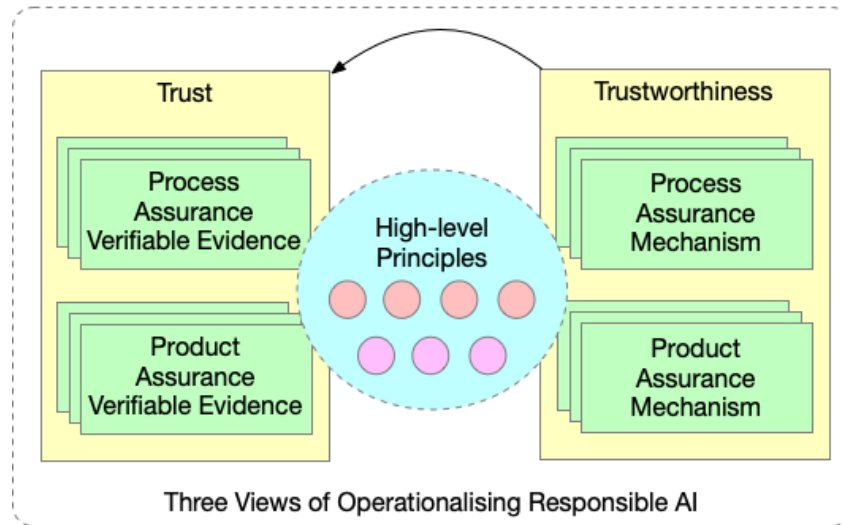 Trust
Process
Assurance
Verifiable Evidence
Product
Assurance
Verifiable Evidence
High-level
Principles
Trustworthiness
Process
Assurance
Mechanism
Product
Assurance
Mechanism
Three Views of Operationalising Responsible AI